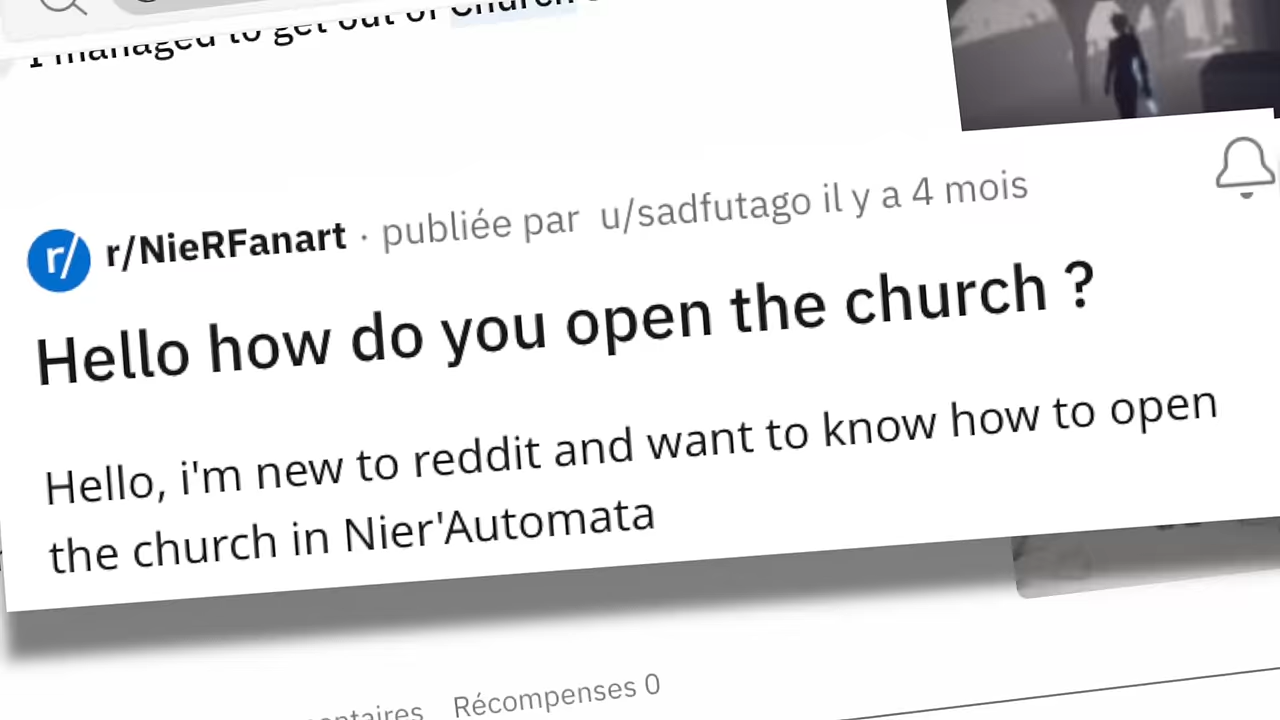 I managed to get out of Church
r/
r/NieRFanart · publiée par u/sadfutago il y a 4 mois
Hello how do you open the church ?
Hello, i'm new to reddit and want to know how to open
the church in Nier'Automata
Récompenses 0